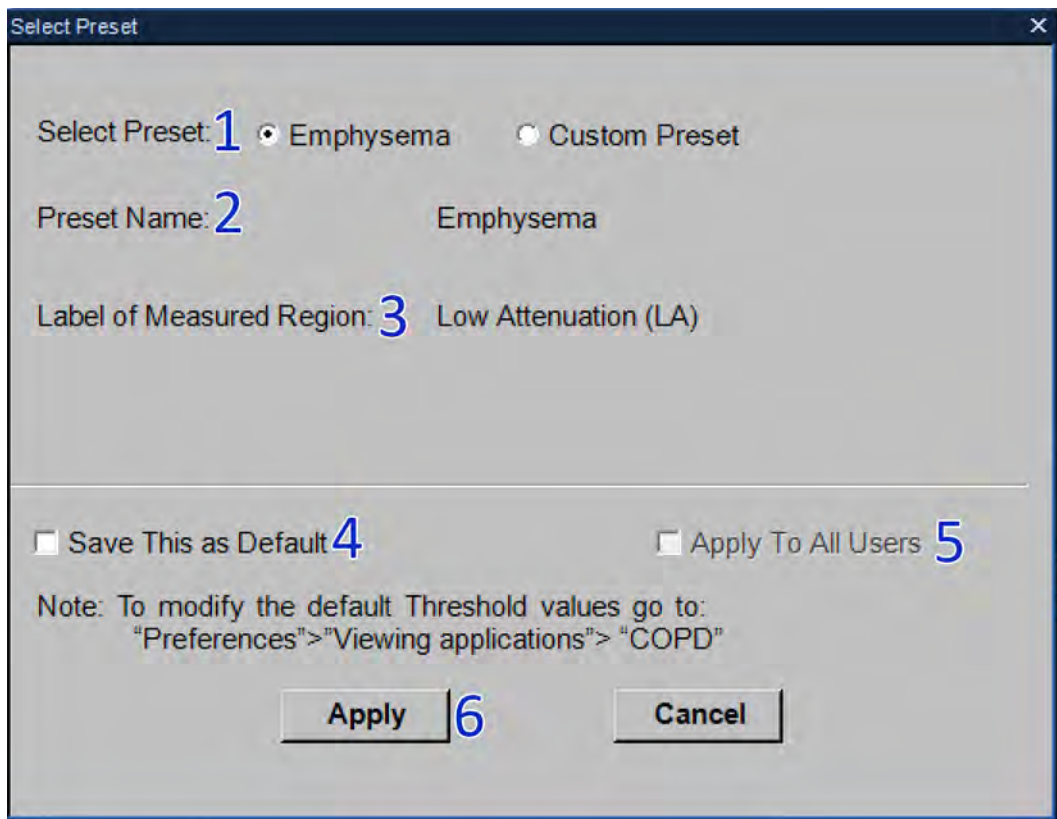 Select Preset
Select Preset: 1 Emphysema Custom Preset
Preset Name: 2 Emphysema
Label of Measured Region: 3 Low Attenuation (LA)
Save This as Default 4 Apply To All Users 5
Note: To modify the default Threshold values go to:
“Preferences”>”Viewing applications”> “COPD”
Apply 6 Cancel